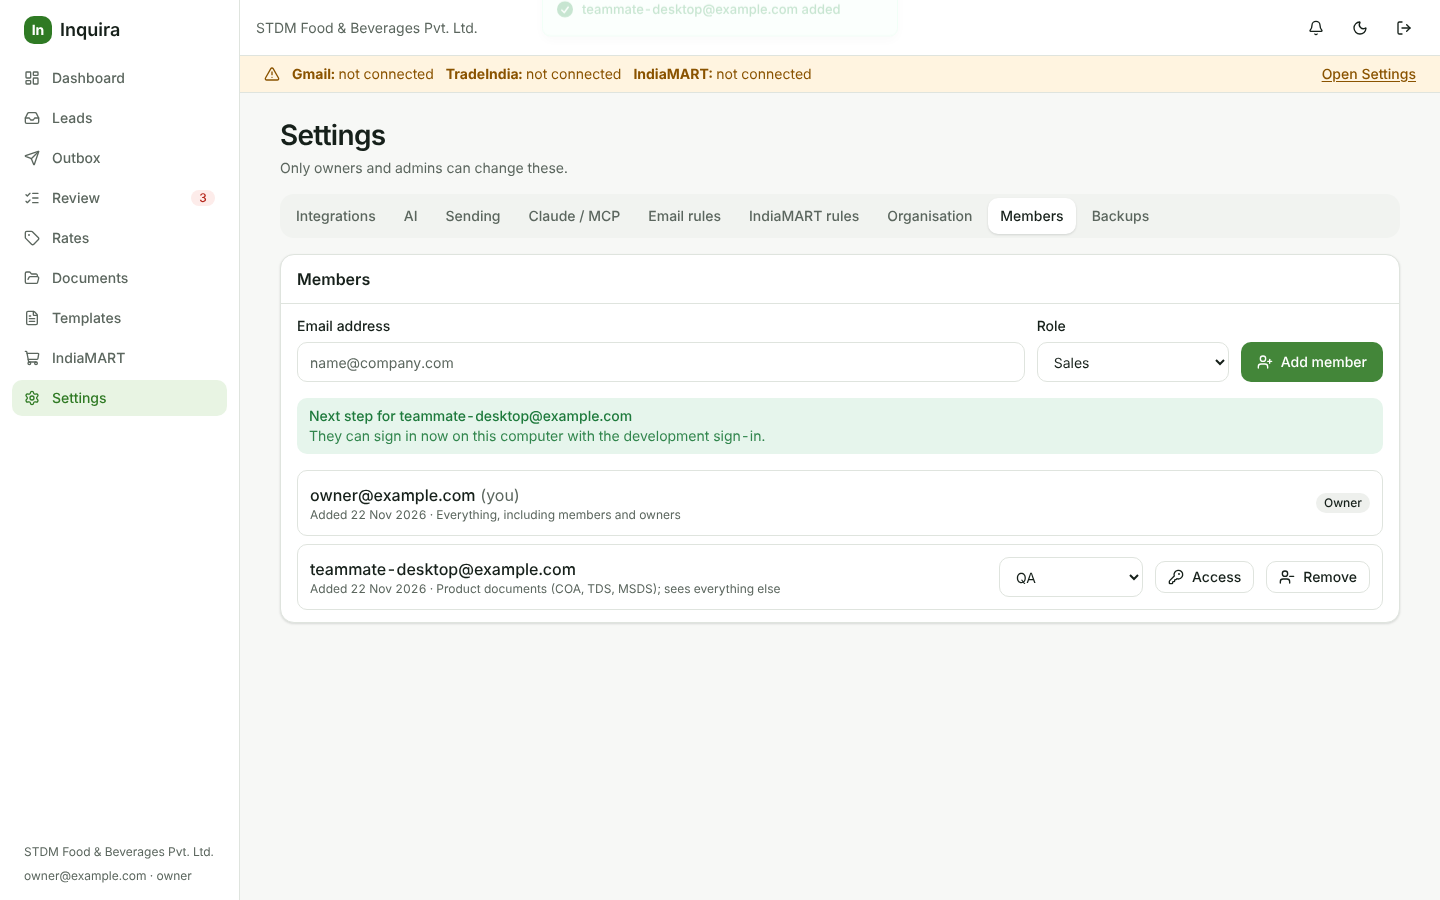 In Inquira
Dashboard
Leads
Outbox
Review 3
Rates
Documents
Templates
IndiaMART
Settings
STDM Food & Beverages Pvt. Ltd.
owner@example.com · owner
STDM Food & Beverages Pvt. Ltd.
teammate-desktop@example.com added
Gmail: not connected TradeIndia: not connected IndiaMART: not connected Open Settings
Settings
Only owners and admins can change these.
Integrations AI Sending Claude / MCP Email rules IndiaMART rules Organisation Members Backups
Members
Email address Role
name@company.com Sales Add member
Next step for teammate-desktop@example.com
They can sign in now on this computer with the development sign-in.
owner@example.com (you)
Added 22 Nov 2026 · Everything, including members and owners
Owner
teammate-desktop@example.com
Added 22 Nov 2026 · Product documents (COA, TDS, MSDS); sees everything else
QA Access Remove